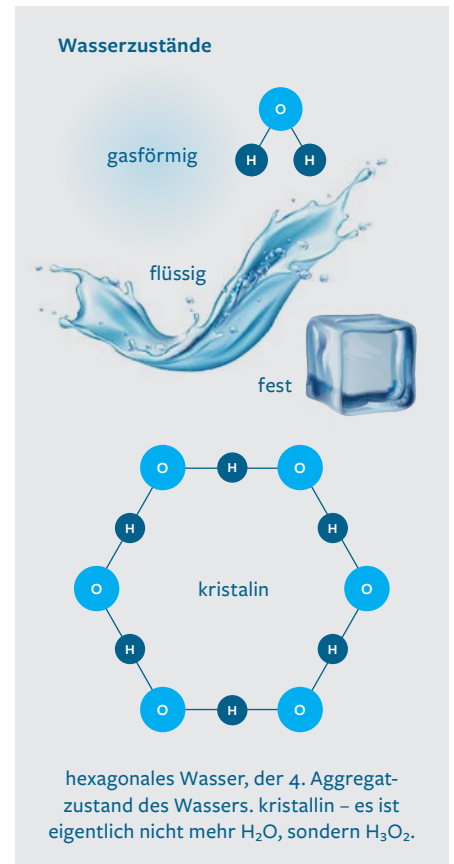 Wasserzustände
O
gasförmig
H H
flüssig
fest
O H O
H H
O kristalin O
H H
O H O
hexagonales Wasser, der 4. Aggregat-
zustand des Wassers. kristallin – es ist
eigentlich nicht mehr H₂O, sondern H₃O₂.